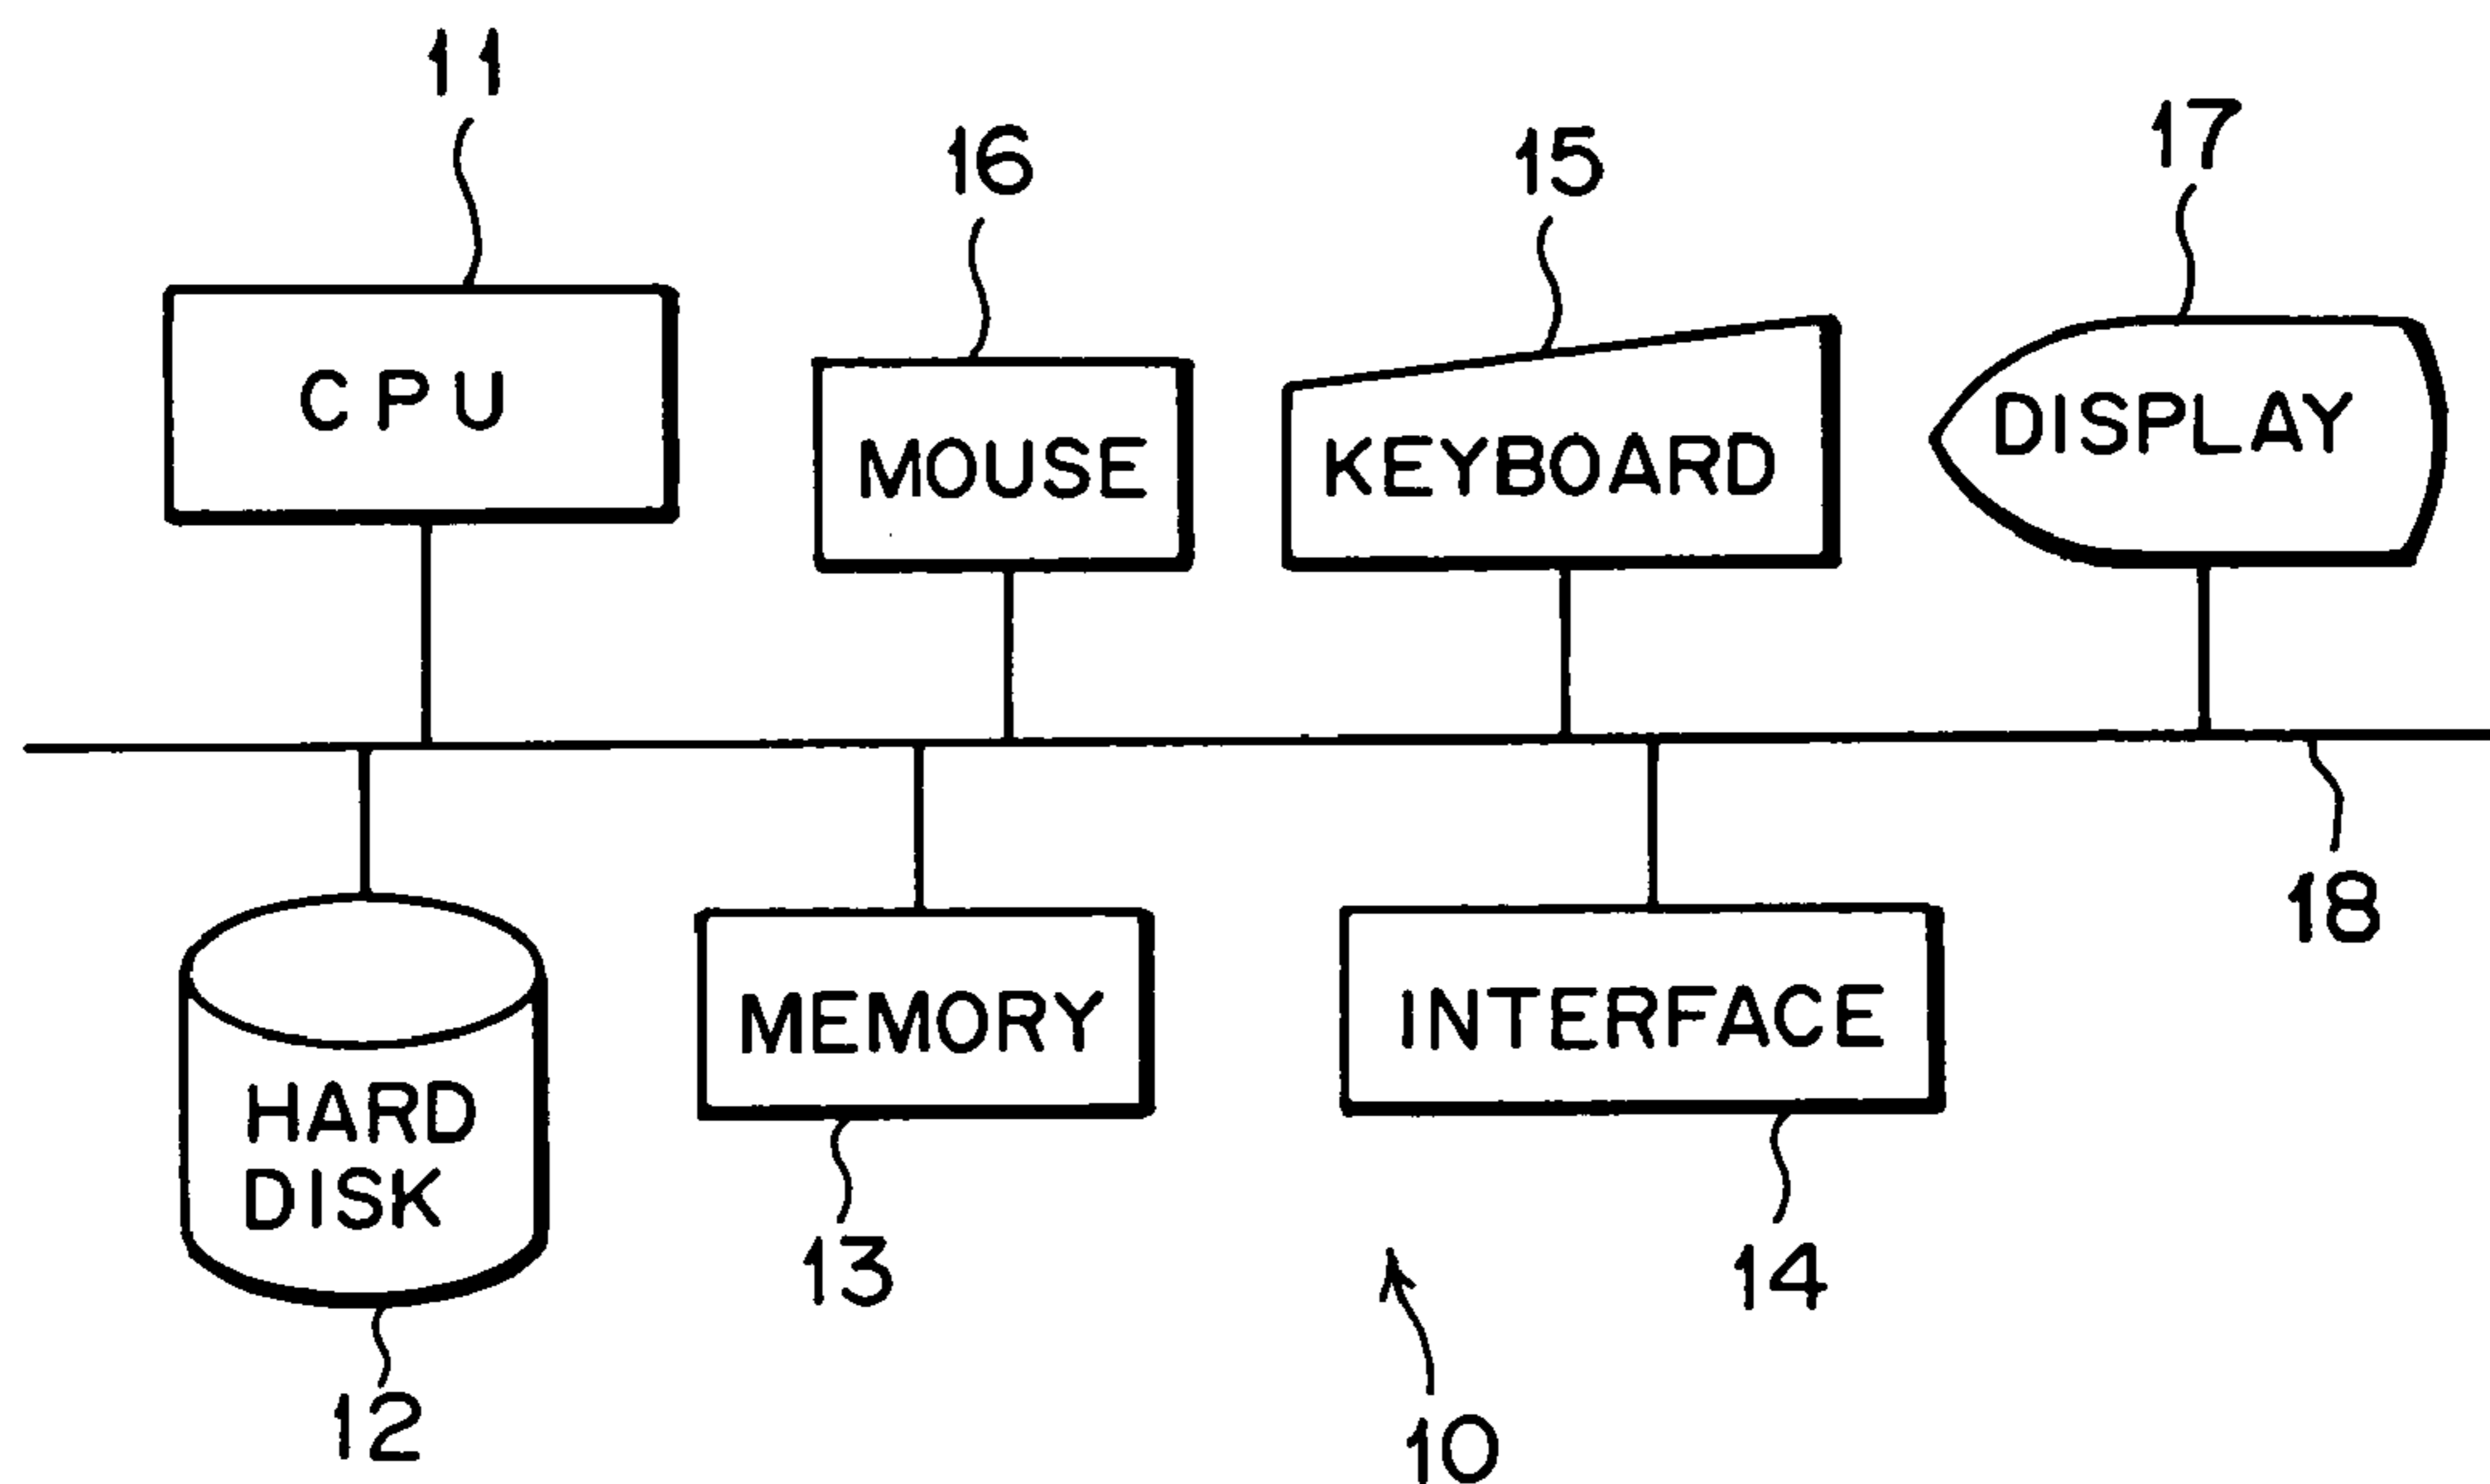 11
16
15
17
CPU
MOUSE
KEYBOARD
DISPLAY
18
HARD
DISK
MEMORY
INTERFACE
13
14
12
10